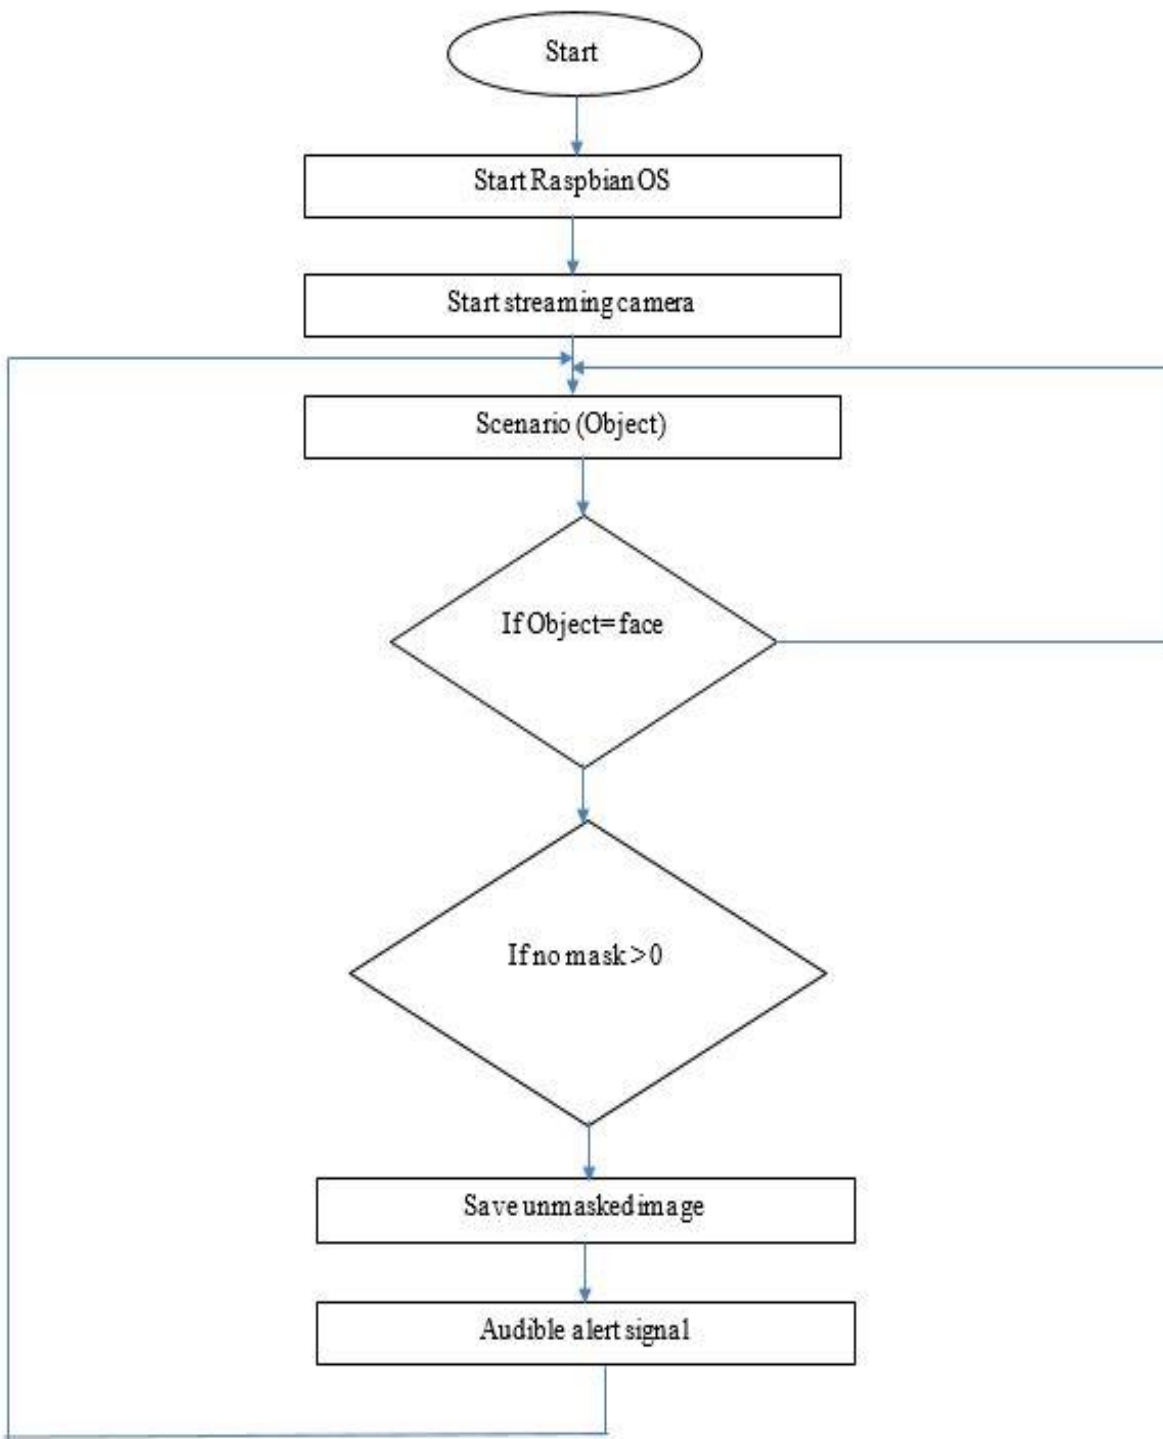 Start
Start Raspbian OS
Start streaming camera
Scenario (Object)
If Object= face
If no mask > 0
Save unmasked image
Audible alert signal